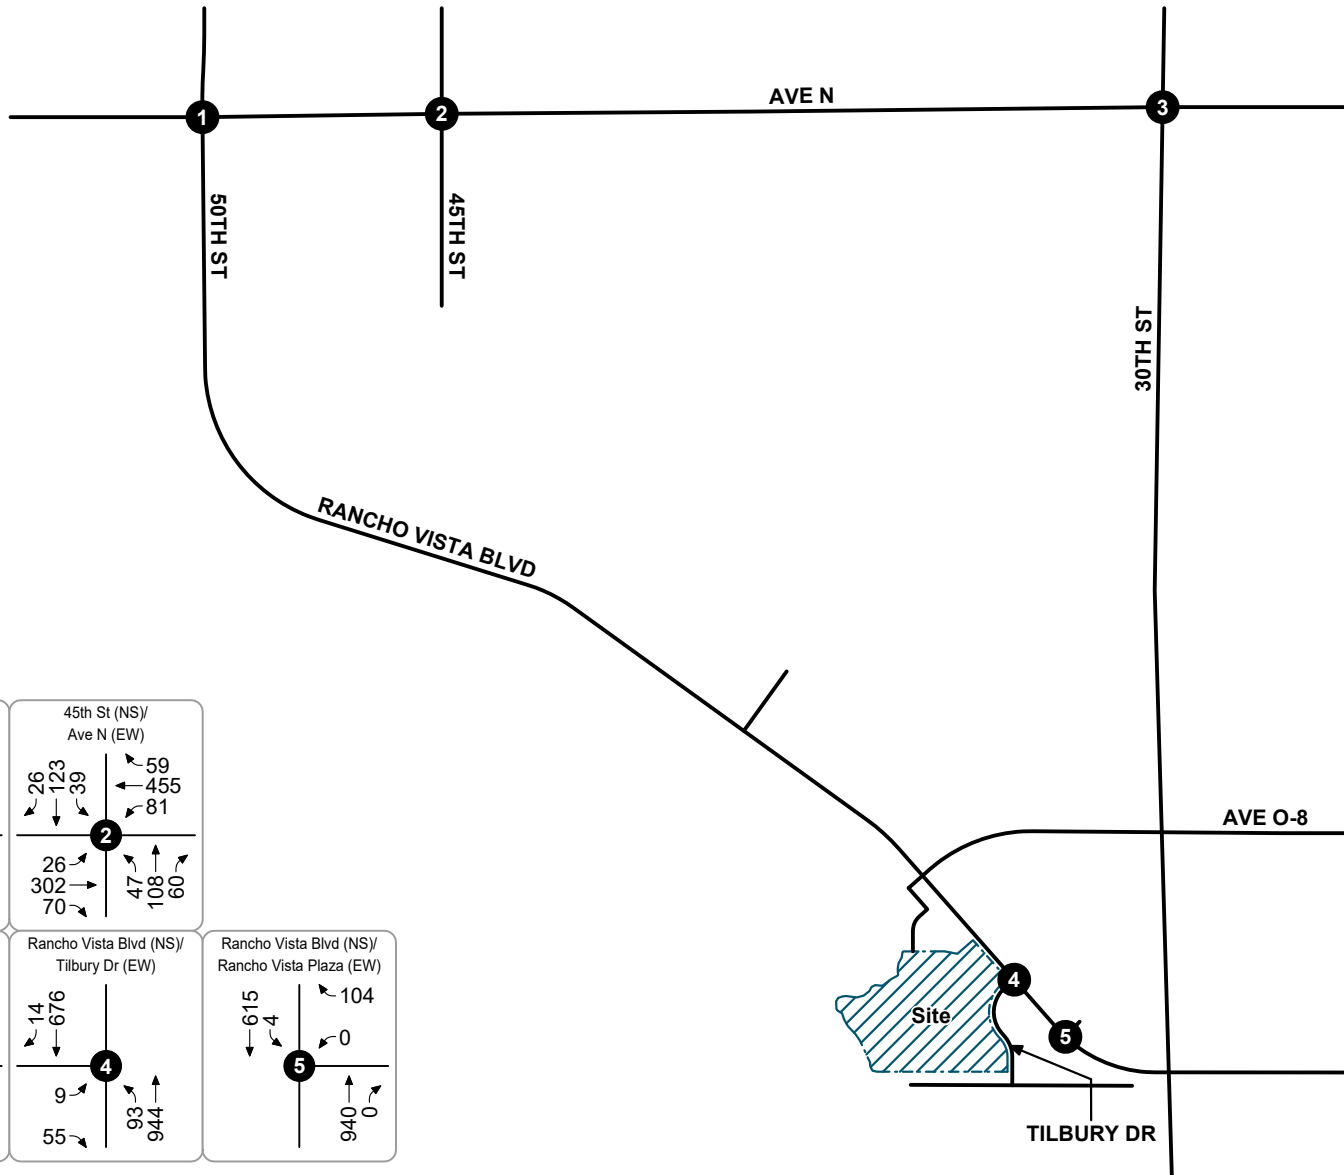 AVE N
1
2
3
50TH ST
45TH ST
30TH ST
RANCHO VISTA BLVD
AVE O-8
Site
4
5
TILBURY DR
45th St (NS)/
Ave N (EW)
26
123
39
59
455
81
2
26
302
70
47
108
60
Rancho Vista Blvd (NS)/
Tilbury Dr (EW)
14
676
4
9
55
93
944
Rancho Vista Blvd (NS)/
Rancho Vista Plaza (EW)
615
4
104
0
5
940
0